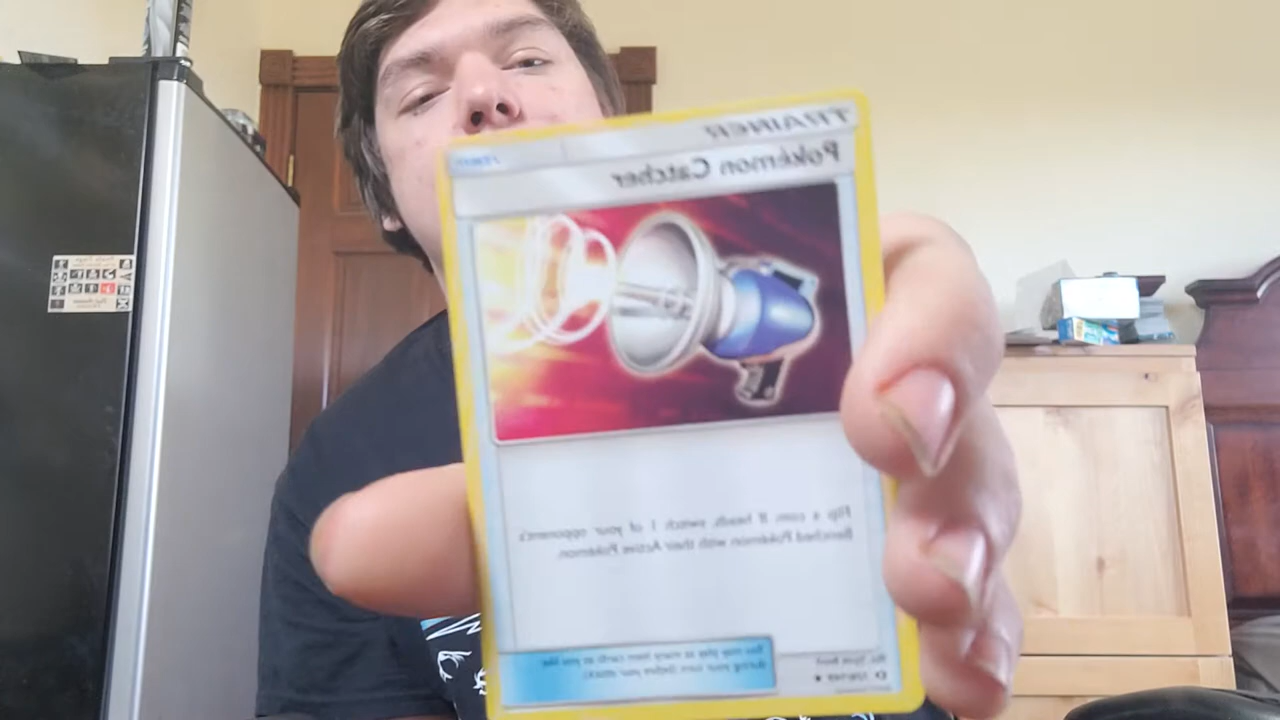 TRAINER
Item
Pokémon Catcher
Flip a coin. If heads, switch 1 of your opponent's
Benched Pokémon with their Active Pokémon.
You may play as many Item cards as you like
during your turn (before your attack).